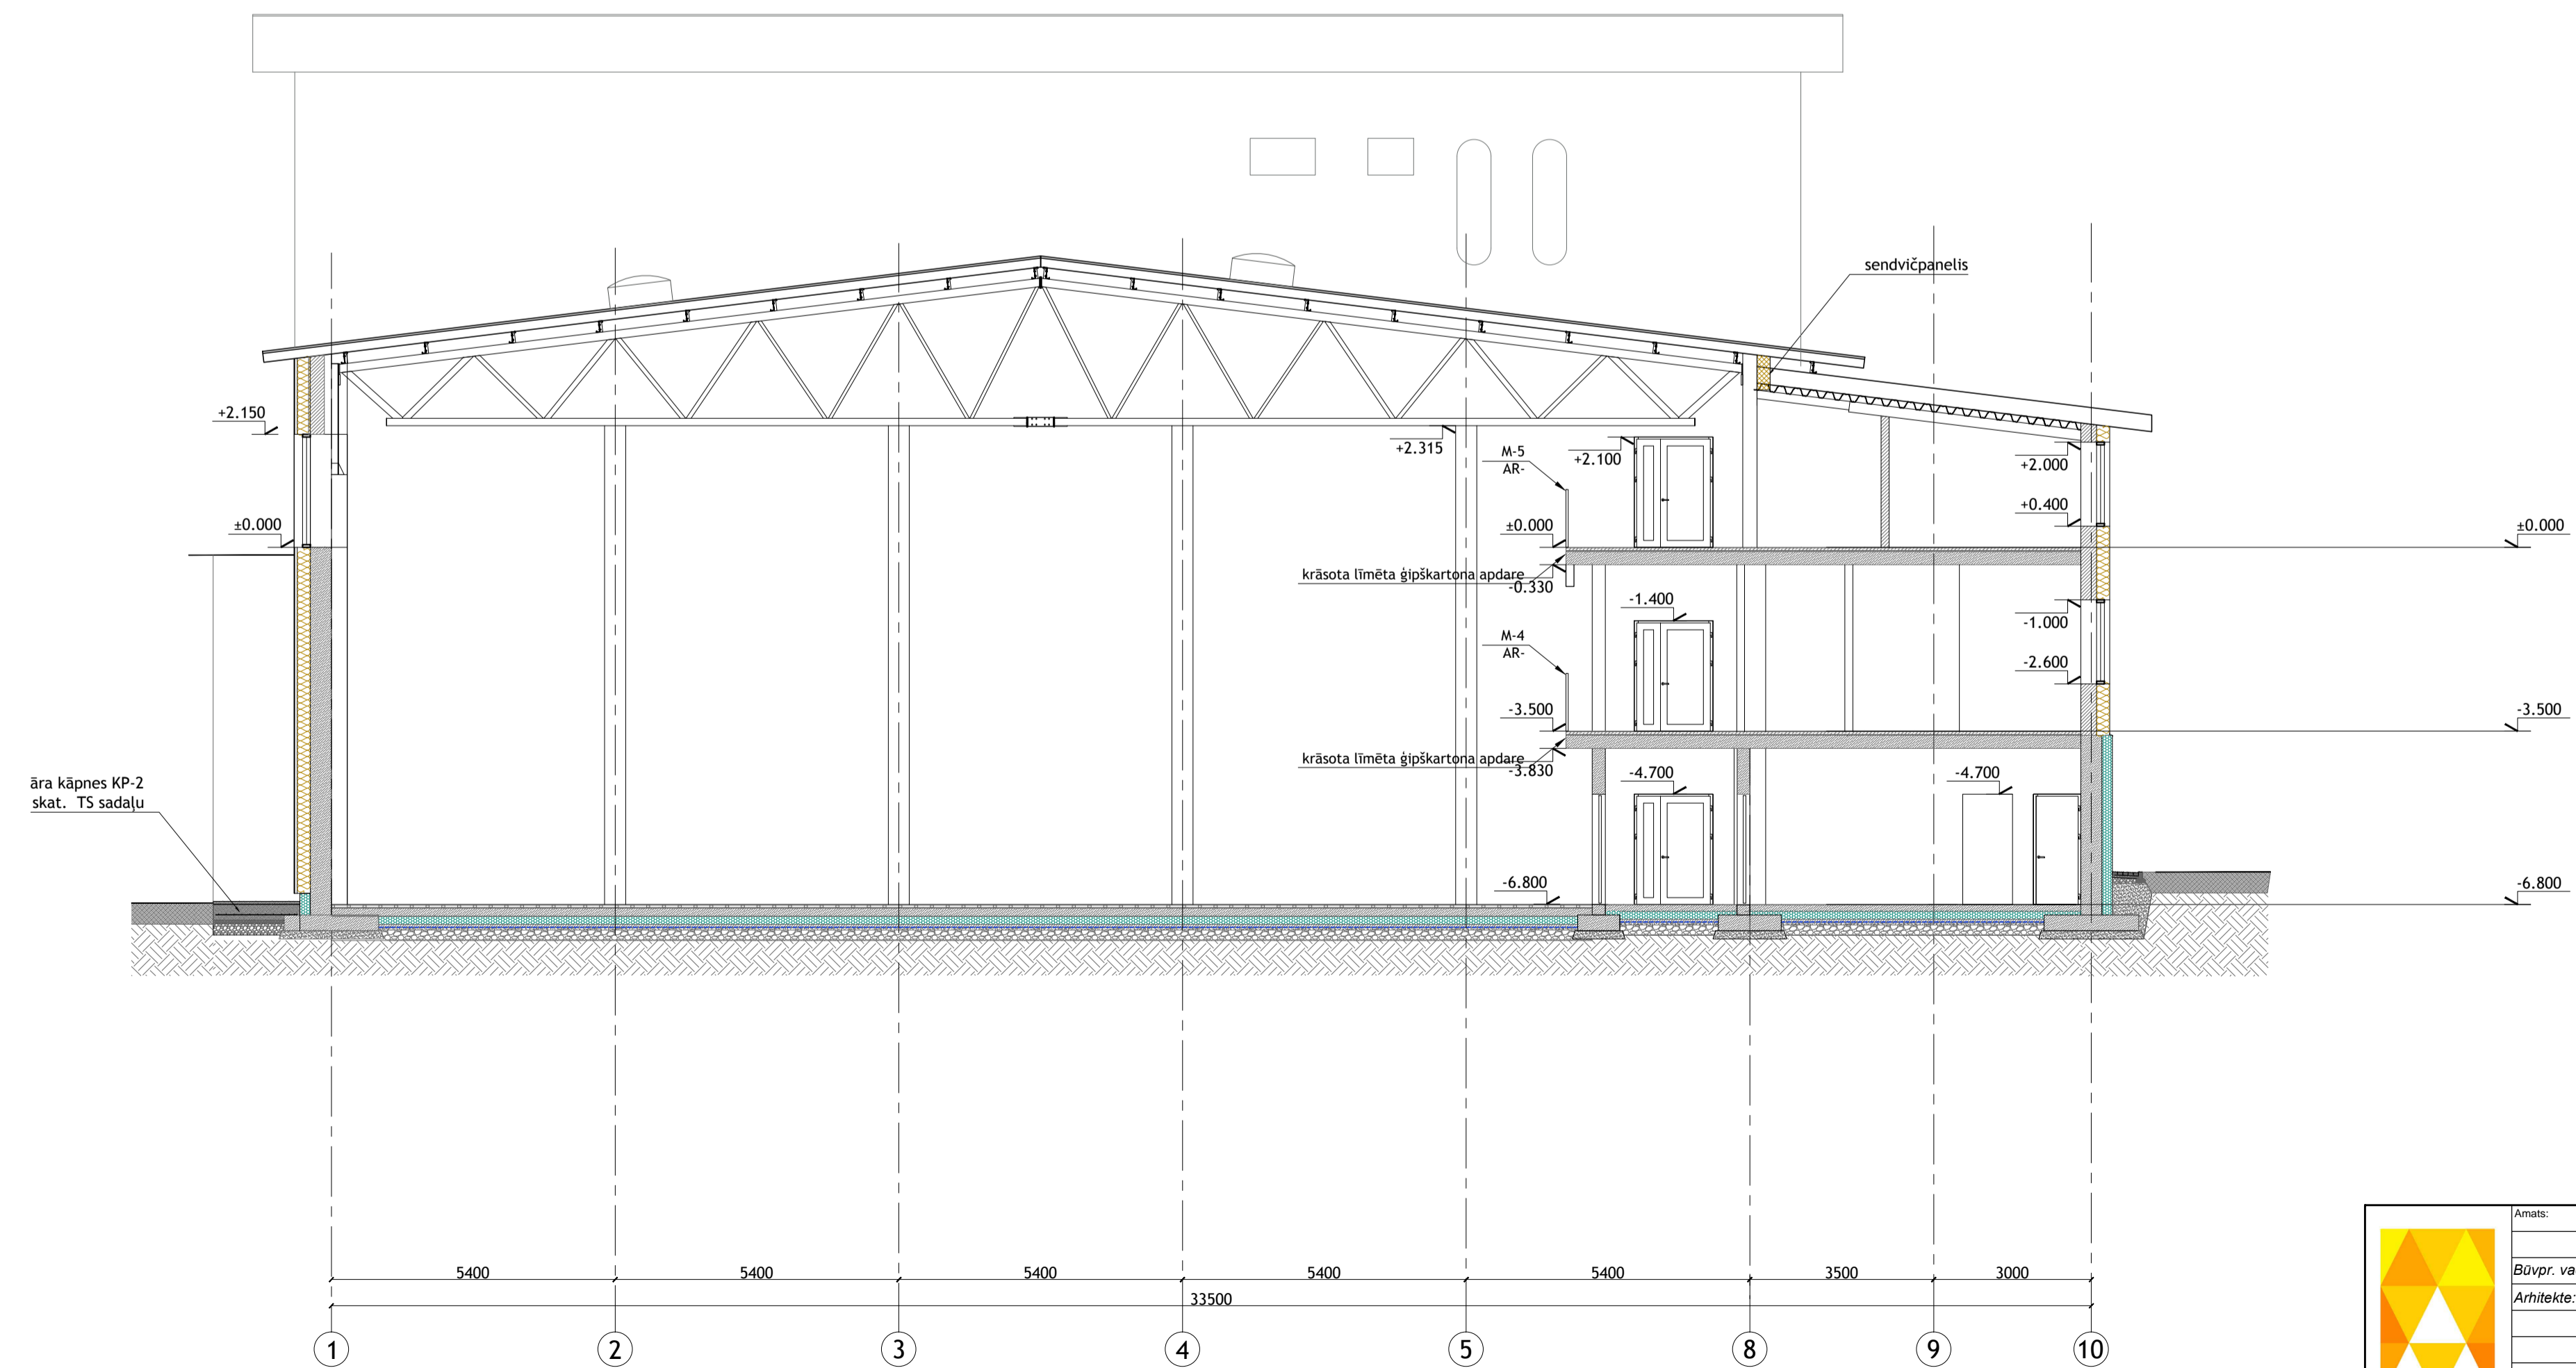 sendvičpanelis
+2.150
+2.315
M-5
AR-
+2.100
+2.000
+0.400
±0.000
±0.000
±0.000
krāsota līmēta ģipškartona apdare
-0.330
-1.400
-1.000
M-4
AR-
-2.600
-3.500
-3.500
krāsota līmēta ģipškartona apdare
-3.830
-4.700
-4.700
āra kāpnes KP-2
skat. TS sadaļu
-6.800
-6.800
Amats:
Būvpr. va
Arhitekte:
5400
5400
5400
5400
5400
3500
3000
33500
1
2
3
4
5
8
9
10